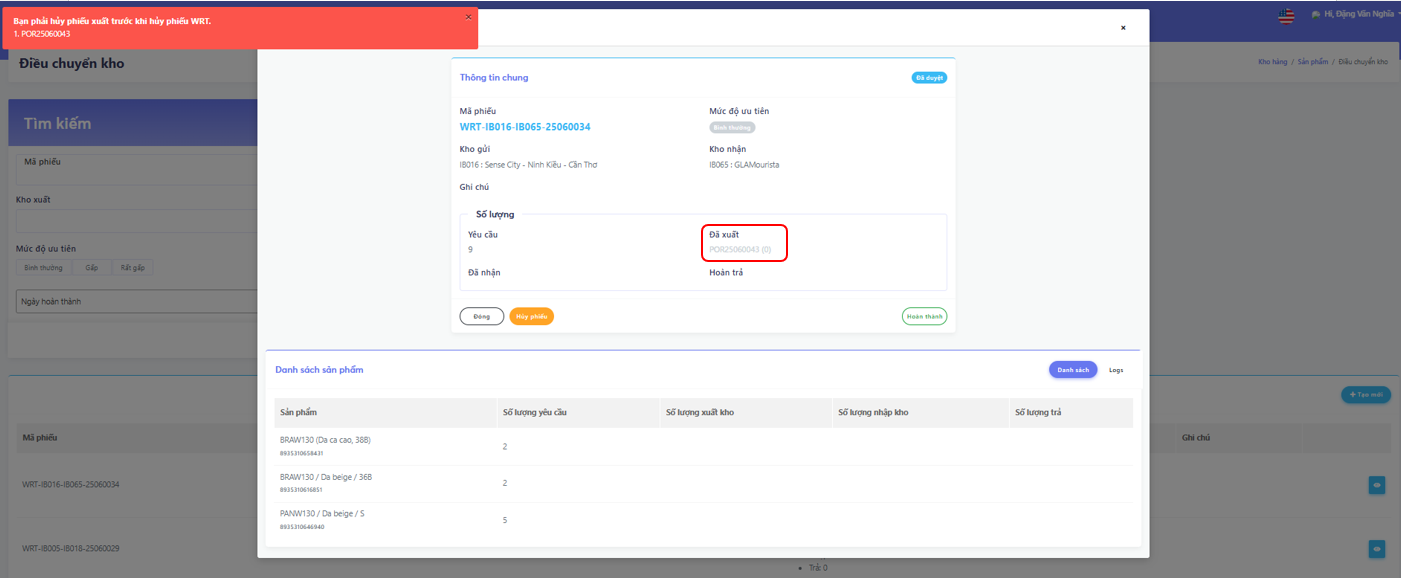 Bạn phải hủy phiếu xuất trước khi hủy phiếu WRT.
×
1. POR25060043
Hi, Đặng Văn Nghĩa
×
Điều chuyển kho
Kho hàng / Sản phẩm / Điều chuyển kho
Thông tin chung
Đã duyệt
Tìm kiếm
Mã phiếu
Mức độ ưu tiên
WRT-IB016-IB065-25060034
Bình thường
Kho gửi
Kho nhận
IB016 : Sense City - Ninh Kiều - Cần Thơ
IB065 : GLAMourista
Mã phiếu
Ghi chú
Kho xuất
Số lượng
Yêu cầu
Đã xuất
9
POR25060043 (0)
Đã nhận
Hoàn trả
Mức độ ưu tiên
Bình thường
Gấp
Rất gấp
Ngày hoàn thành
Đóng
Hủy phiếu
Hoàn thành
Danh sách sản phẩm
Danh sách
Logs
+ Tạo mới
Sản phẩm
Số lượng yêu cầu
Số lượng xuất kho
Số lượng nhập kho
Số lượng trả
Mã phiếu
Ghi chú
BRAW130 (Da ca cao, 38B)
8935310658431
2
BRAW130 / Da beige / 36B
8935310616851
2
WRT-IB016-IB065-25060034
PANW130 / Da beige / S
8935310646940
5
WRT-IB005-IB018-25060029
• Trả: 0